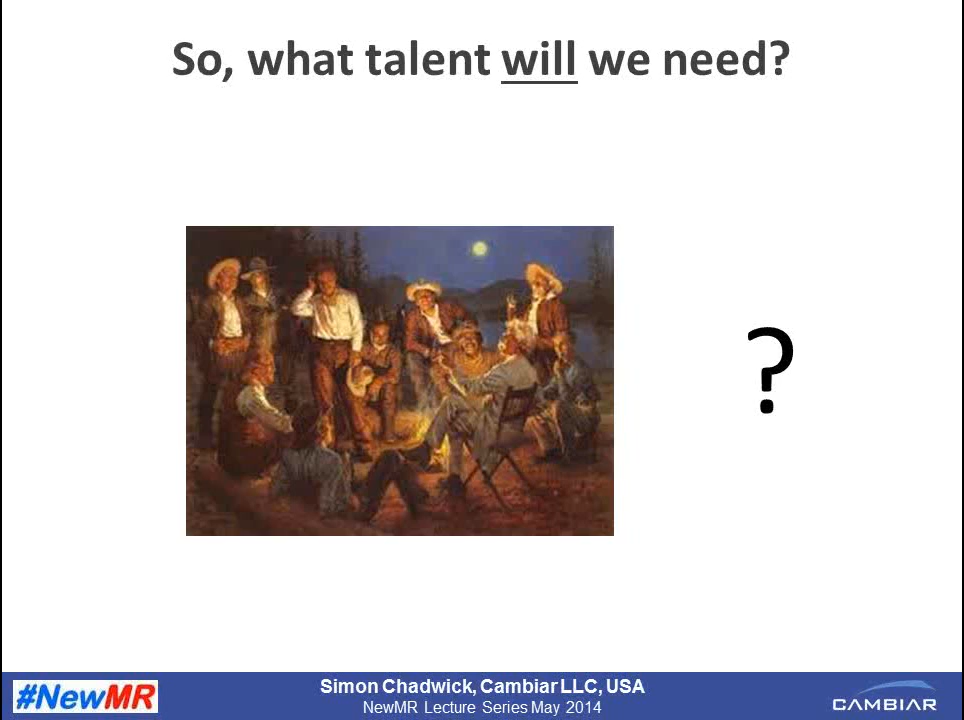 So, what talent will we need?
?
#NewMR
Simon Chadwick, Cambiar LLC, USA
NewMR Lecture Series May 2014
CAMBIAR